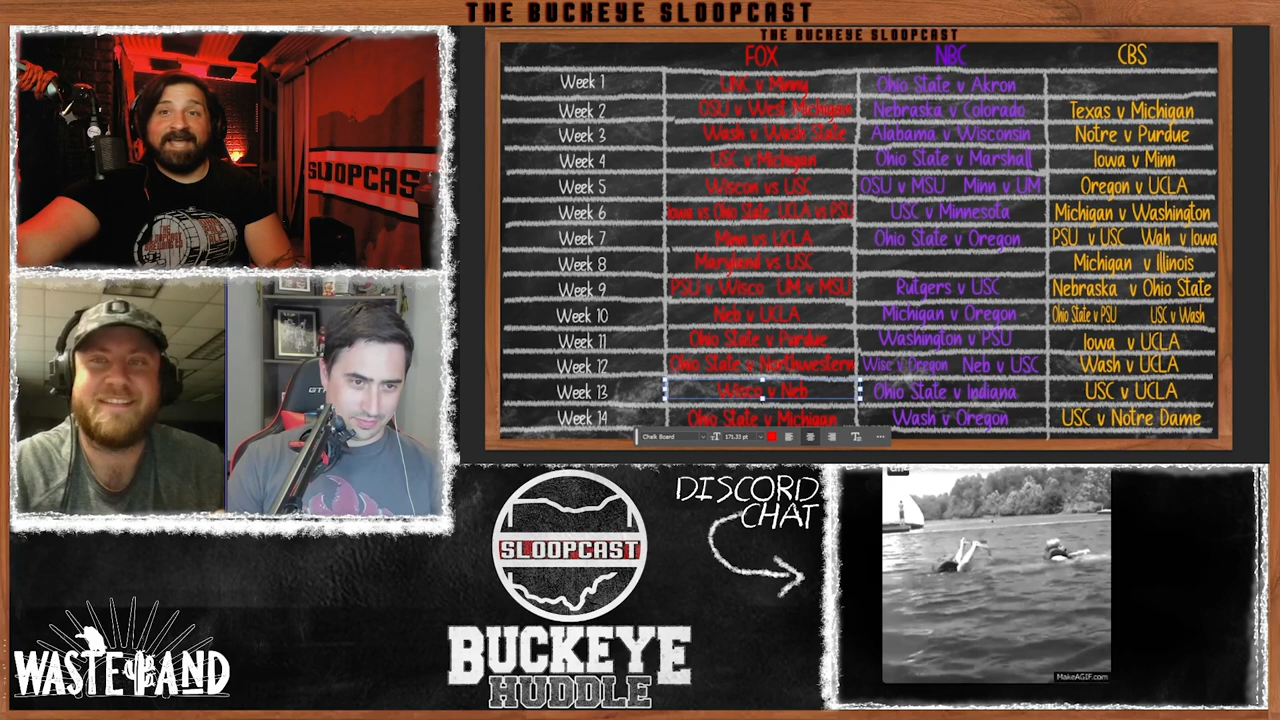 THE BUCKEYE SLOOPCAST
THE BUCKEYE SLOOPCAST
FOX NBC CBS
Week 1 UNC v Minny Ohio State v Akron
Week 2 OSU v West Michigan Nebraska v Colorado Texas v Michigan
Week 3 Wash v Wash State Alabama v Wisconsin Notre v Purdue
Week 4 USC v Michigan Ohio State v Marshall Iowa v Minn
Week 5 Wiscon vs USC OSU v MSU Minn v UM Oregon v UCLA
Week 6 Iowa vs Ohio State UCLA vs PSU USC v Minnesota Michigan v Washington
Week 7 Minn vs UCLA Ohio State v Oregon PSU v USC Wah v Iowa
Week 8 Maryland vs USC Michigan v Illinois
Week 9 PSU v Wisco UM v MSU Rutgers v USC Nebraska v Ohio State
Week 10 Neb v UCLA Michigan v Oregon Ohio State v PSU USC v Wash
Week 11 Ohio State v Purdue Washington v PSU Iowa v UCLA
Week 12 Ohio State v Northwestern Wisc v Oregon Neb v USC Wash v UCLA
Week 13 Wisco v Neb Ohio State v Indiana USC v UCLA
Week 14 Ohio State v Michigan Wash v Oregon USC v Notre Dame
Chalk Board 171.33 pt
SLOOPCAS
DISCORD
CHAT
SLOOPCAST
BUCKEYE
HUDDLE
WASTELAND
MakeAGIF.com